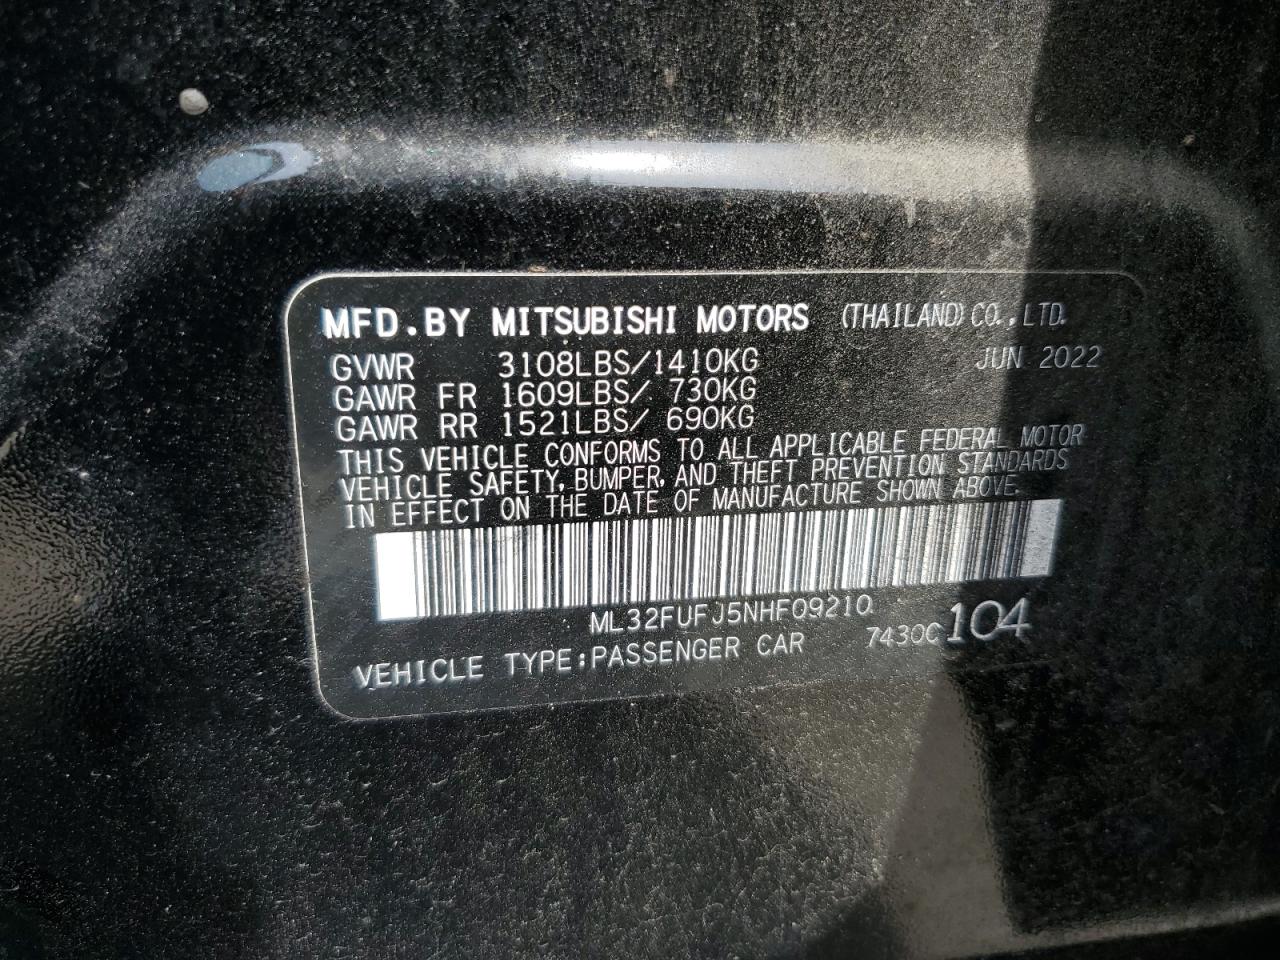 MFD.BY MITSUBISHI MOTORS (THAILAND) CO.,LTD.
GVWR 3108LBS/1410KG JUN 2022
GAWR FR 1609LBS/ 730KG
GAWR RR 1521LBS/ 690KG
THIS VEHICLE CONFORMS TO ALL APPLICABLE FEDERAL MOTOR
VEHICLE SAFETY, BUMPER, AND THEFT PREVENTION STANDARDS
IN EFFECT ON THE DATE OF MANUFACTURE SHOWN ABOVE.
ML32FUFJ5NHF09210
VEHICLE TYPE:PASSENGER CAR 7430C 104